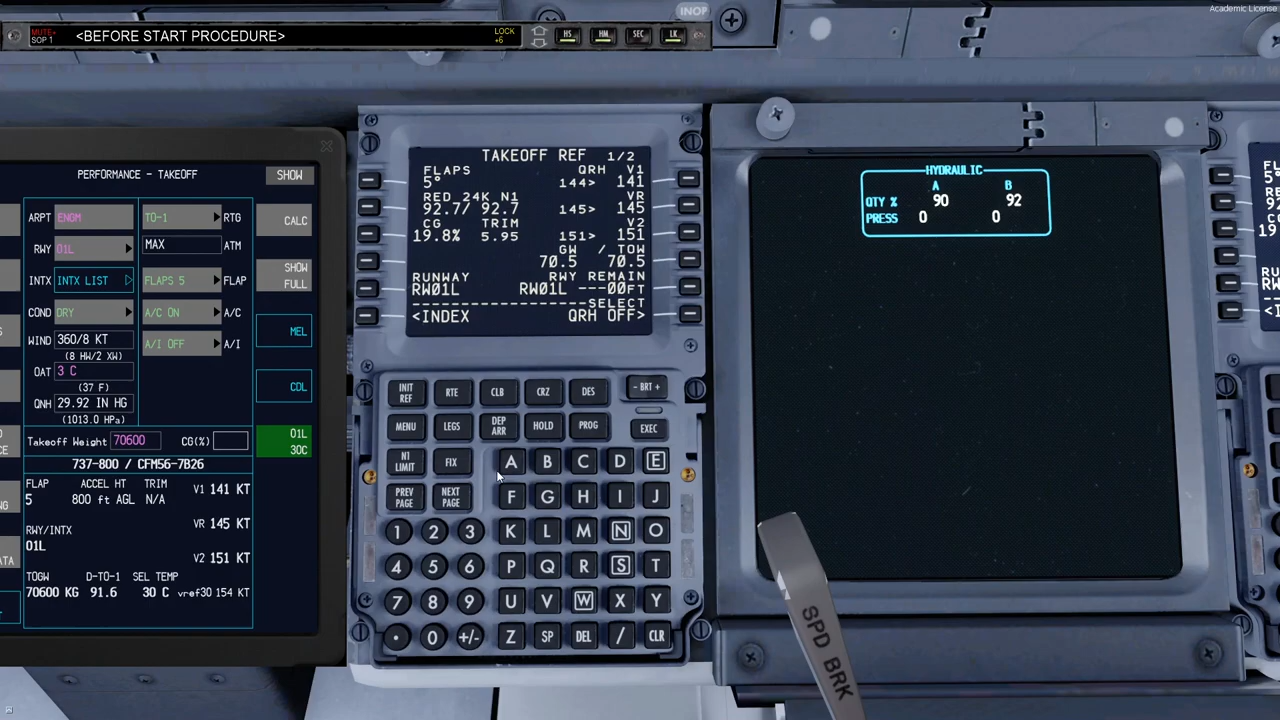 Academic License
INOP
MUTE+
SOP 1
<BEFORE START PROCEDURE>
LOCK
+6
HS HM SEC LK
PERFORMANCE - TAKEOFF
SHOW
ARPT ENGM TO-1 RTG
CALC
RWY 01L MAX ATM
INTX INTX LIST FLAPS 5 FLAP
SHOW
FULL
COND DRY A/C ON A/C
WIND 360/8 KT A/I OFF A/I
MEL
(8 HW/2 XW)
OAT 3 C
(37 F)
CDL
QNH 29.92 IN HG
(1013.0 HPa)
Takeoff Weight 70600 CG(%)
01L
30C
737-800 / CFM56-7B26
FLAP ACCEL HT TRIM V1 141 KT
5 800 ft AGL N/A
VR 145 KT
RWY/INTX
01L
V2 151 KT
TOGW D-TO-1 SEL TEMP
70600 KG 91.6 30 C vref30 154 KT
TAKEOFF REF 1/2
FLAPS QRH V1
5° 144> 141
RED 24K N1 VR
92.7/ 92.7 145> 145
CG TRIM V2
19.8% 5.95 151> 151
GW / TOW
70.5 70.5
RUNWAY RWY REMAIN
RW01L RW01L ---00FT
--------------------SELECT
<INDEX QRH OFF>
INIT REF RTE CLB CRZ DES - BRT +
MENU LEGS DEP ARR HOLD PROG EXEC
N1 LIMIT FIX A B C D E
PREV PAGE NEXT PAGE F G H I J
1 2 3 K L M N O
4 5 6 P Q R S T
7 8 9 U V W X Y
. 0 +/- Z SP DEL / CLR
HYDRAULIC
A B
QTY % 90 92
PRESS 0 0
SPD BRK